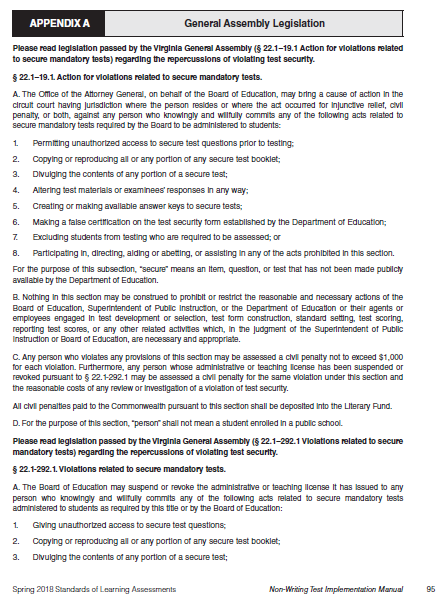 APPENDIX A
General Assembly Legislation
Please read legislation passed by the Virginia General Assembly (§ 22.1–19.1 Action for violations related
to secure mandatory tests) regarding the repercussions of violating test security.
§ 22.1–19.1. Action for violations related to secure mandatory tests.
A. The Office of the Attorney General, on behalf of the Board of Education, may bring a cause of action in the
circuit court having jurisdiction where the person resides or where the act occurred for injunctive relief, civil
penalty, or both, against any person who knowingly and willfully commits any of the following acts related to
secure mandatory tests required by the Board to be administered to students:
1. Permitting unauthorized access to secure test questions prior to testing;
2. Copying or reproducing all or any portion of any secure test booklet;
3. Divulging the contents of any portion of a secure test;
4. Altering test materials or examinees' responses in any way;
5. Creating or making available answer keys to secure tests;
6. Making a false certification on the test security form established by the Department of Education;
7. Excluding students from testing who are required to be assessed; or
8. Participating in, directing, aiding or abetting, or assisting in any of the acts prohibited in this section.
For the purpose of this subsection, "secure" means an item, question, or test that has not been made publicly
available by the Department of Education.
B. Nothing in this section may be construed to prohibit or restrict the reasonable and necessary actions of the
Board of Education, Superintendent of Public Instruction, or the Department of Education or their agents or
employees engaged in test development or selection, test form construction, standard setting, test scoring,
reporting test scores, or any other related activities which, in the judgment of the Superintendent of Public
Instruction or Board of Education, are necessary and appropriate.
C. Any person who violates any provisions of this section may be assessed a civil penalty not to exceed $1,000
for each violation. Furthermore, any person whose administrative or teaching license has been suspended or
revoked pursuant to § 22.1-292.1 may be assessed a civil penalty for the same violation under this section and
the reasonable costs of any review or investigation of a violation of test security.
All civil penalties paid to the Commonwealth pursuant to this section shall be deposited into the Literary Fund.
D. For the purpose of this section, "person" shall not mean a student enrolled in a public school.
Please read legislation passed by the Virginia General Assembly (§ 22.1–292.1 Violations related to secure
mandatory tests) regarding the repercussions of violating test security.
§ 22.1-292.1. Violations related to secure mandatory tests.
A. The Board of Education may suspend or revoke the administrative or teaching license it has issued to any
person who knowingly and willfully commits any of the following acts related to secure mandatory tests
administered to students as required by this title or by the Board of Education:
1. Giving unauthorized access to secure test questions;
2. Copying or reproducing all or any portion of any secure test booklet;
3. Divulging the contents of any portion of a secure test;
Spring 2018 Standards of Learning Assessments Non-Writing Test Implementation Manual 95